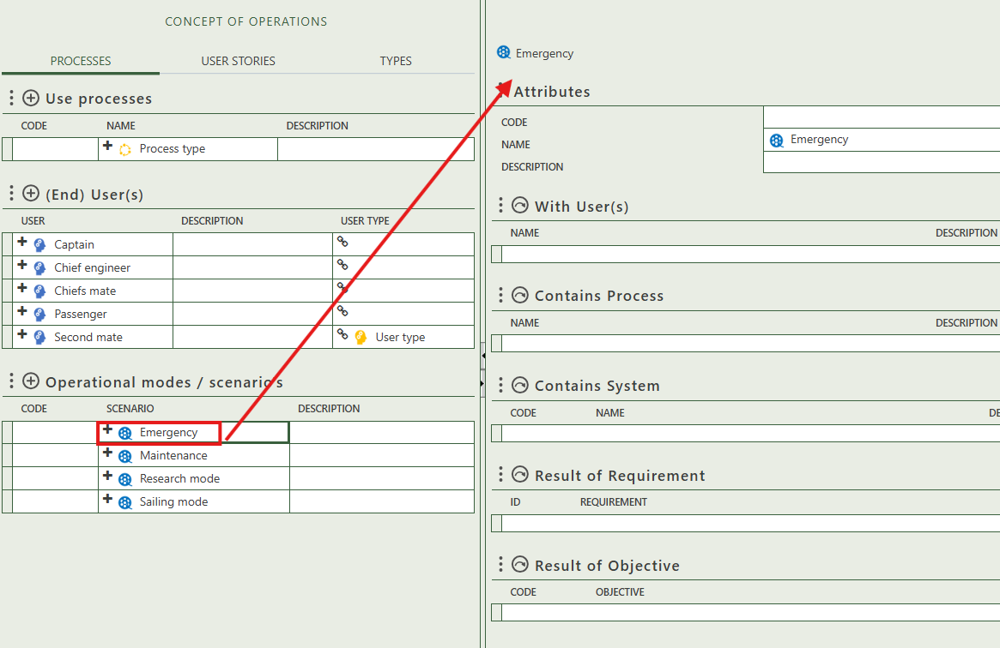 CONCEPT OF OPERATIONS
PROCESSES USER STORIES TYPES
Use processes
CODE NAME DESCRIPTION
Process type
(End) User(s)
USER DESCRIPTION USER TYPE
Captain
Chief engineer
Chiefs mate
Passenger
Second mate User type
Operational modes / scenario's
CODE SCENARIO DESCRIPTION
Emergency
Maintenance
Research mode
Sailing mode
Emergency
Attributes
CODE
NAME Emergency
DESCRIPTION
With User(s)
NAME DESCRIPTION
Contains Process
NAME DESCRIPTION
Contains System
CODE NAME DE
Result of Requirement
ID REQUIREMENT
Result of Objective
CODE OBJECTIVE